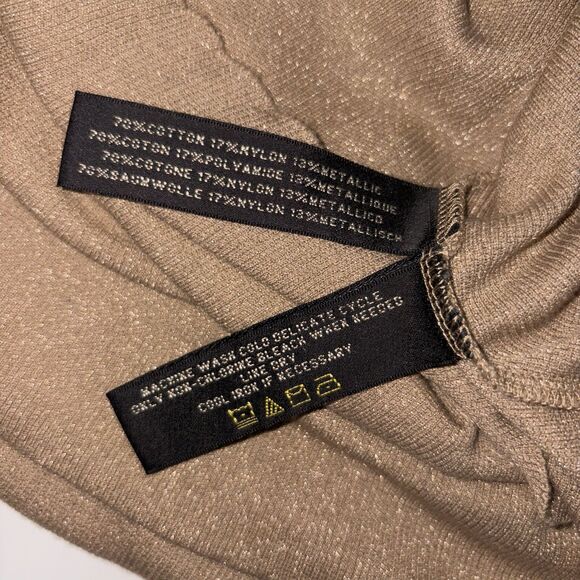 70%COTTON 17%NYLON 13%METALLIC
70%COTON 17%POLYAMIDE 13%METALLIQUE
70%COTONE 17%NYLON 13%METALLICO
70%BAUMWOLLE 17%NYLON 13%METALLISCH
MACHINE WASH COLD DELICATE CYCLE
ONLY NON-CHLORINE BLEACH WHEN NEEDED
LINE DRY
COOL IRON IF NECESSARY